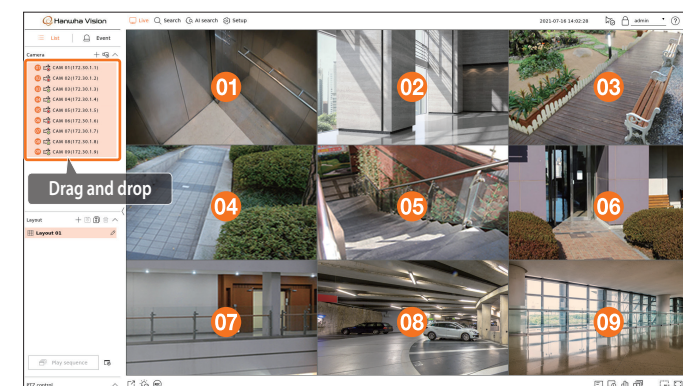 Hanwha Vision
Live Search AI search Setup
2021-07-16 14:02:28
admin
List Event
Camera
CAM 01(172.30.1.1)
CAM 02(172.30.1.2)
CAM 03(172.30.1.3)
CAM 04(172.30.1.4)
CAM 05(172.30.1.5)
CAM 06(172.30.1.6)
CAM 07(172.30.1.7)
CAM 08(172.30.1.8)
CAM 09(172.30.1.9)
Drag and drop
Layout
Layout 01
Play sequence
PTZ control
01 02 03
04 05 06
07 08 09